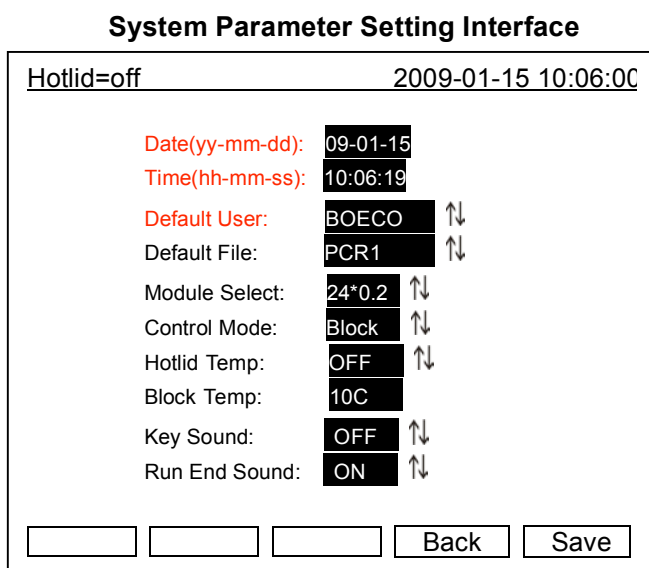 System Parameter Setting Interface
Hotlid=off 2009-01-15 10:06:00
Date(yy-mm-dd): 09-01-15
Time(hh-mm-ss): 10:06:19
Default User: BOECO
Default File: PCR1
Module Select: 24*0.2
Control Mode: Block
Hotlid Temp: OFF
Block Temp: 10C
Key Sound: OFF
Run End Sound: ON
Back Save